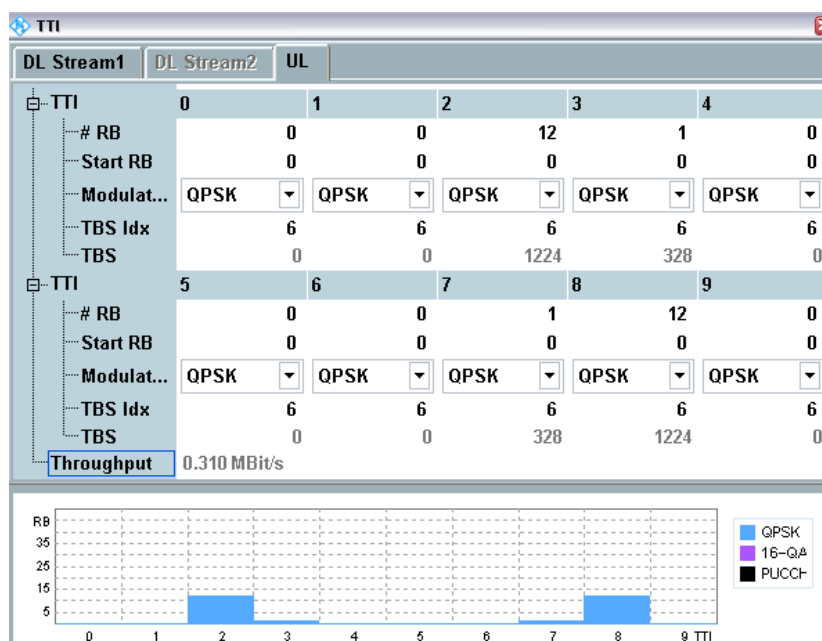 TTI
DL Stream1 DL Stream2 UL
TTI 0 1 2 3 4
# RB 0 0 12 1 0
Start RB 0 0 0 0 0
Modulat... QPSK QPSK QPSK QPSK QPSK
TBS Idx 6 6 6 6 6
TBS 0 0 1224 328 0
TTI 5 6 7 8 9
# RB 0 0 1 12 0
Start RB 0 0 0 0 0
Modulat... QPSK QPSK QPSK QPSK QPSK
TBS Idx 6 6 6 6 6
TBS 0 0 328 1224 0
Throughput 0.310 MBit/s
RB
35
25
15
5
0 1 2 3 4 5 6 7 8 9 TTI
QPSK
16-QA
PUCCH